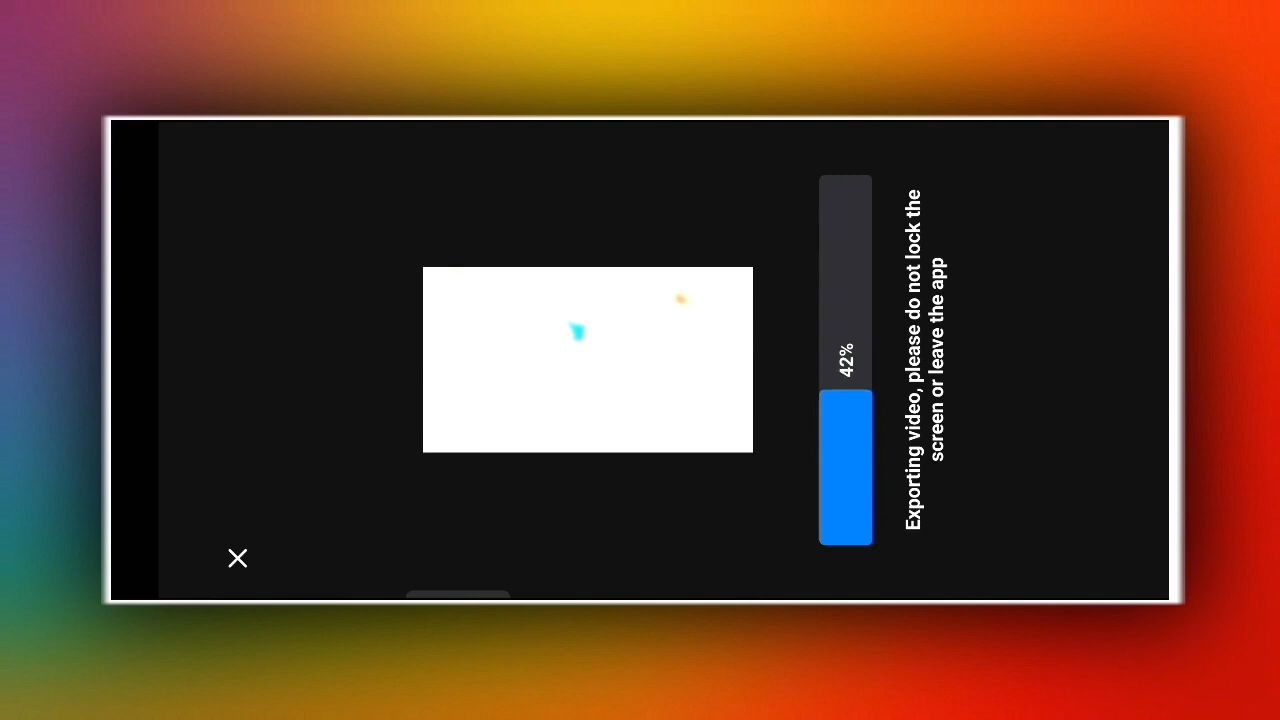 42%
Exporting video, please do not lock the
screen or leave the app